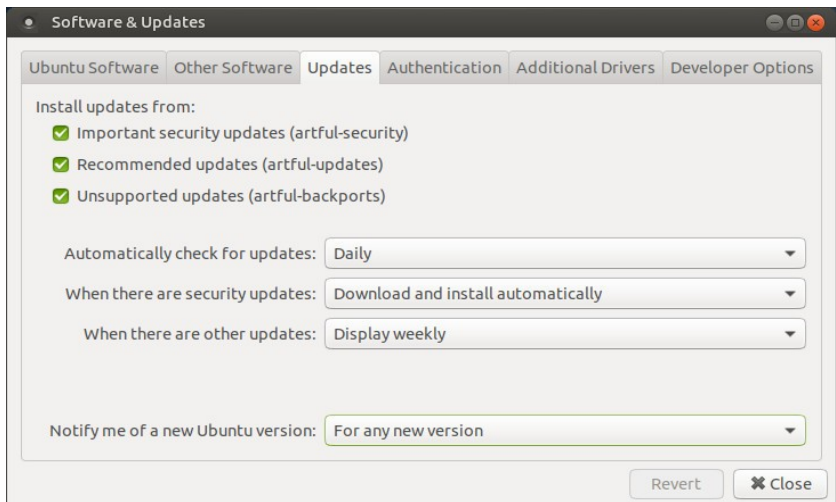 Software & Updates
Ubuntu Software Other Software Updates Authentication Additional Drivers Developer Options
Install updates from:
Important security updates (artful-security)
Recommended updates (artful-updates)
Unsupported updates (artful-backports)
Automatically check for updates: Daily
When there are security updates: Download and install automatically
When there are other updates: Display weekly
Notify me of a new Ubuntu version: For any new version
Revert Close